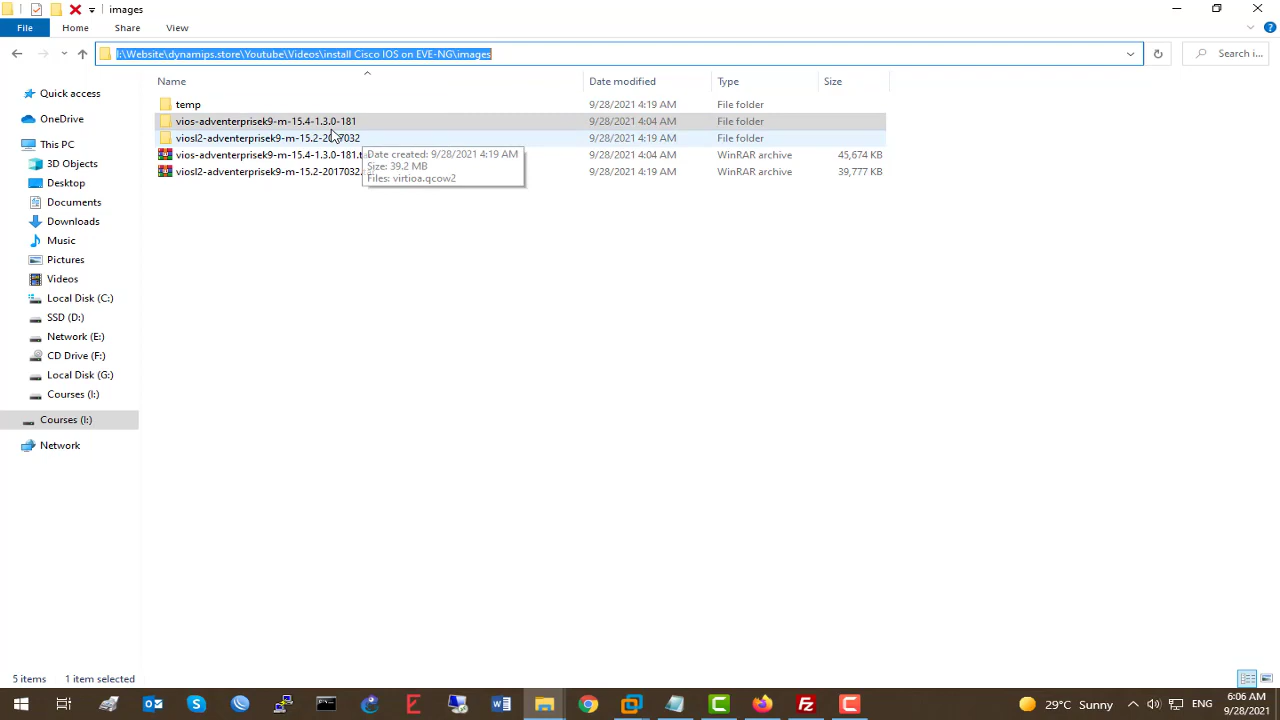 images
File
Home
Share
View
I:\Website\dynamips.store\Youtube\Videos\install Cisco IOS on EVE-NG\images
Search i...
Name
Date modified
Type
Size
temp
9/28/2021 4:19 AM
File folder
vios-adventerprisek9-m-15.4-1.3.0-181
9/28/2021 4:04 AM
File folder
viosl2-adventerprisek9-m-15.2-2017032
9/28/2021 4:19 AM
File folder
vios-adventerprisek9-m-15.4-1.3.0-181.t
9/28/2021 4:04 AM
WinRAR archive
45,674 KB
viosl2-adventerprisek9-m-15.2-2017032.
9/28/2021 4:19 AM
WinRAR archive
39,777 KB
Date created: 9/28/2021 4:19 AM
Size: 39.2 MB
Files: virtioa.qcow2
Quick access
OneDrive
This PC
3D Objects
Desktop
Documents
Downloads
Music
Pictures
Videos
Local Disk (C:)
SSD (D:)
Network (E:)
CD Drive (F:)
Local Disk (G:)
Courses (I:)
Courses (I:)
Network
5 items
1 item selected
29°C Sunny
ENG
6:06 AM
9/28/2021